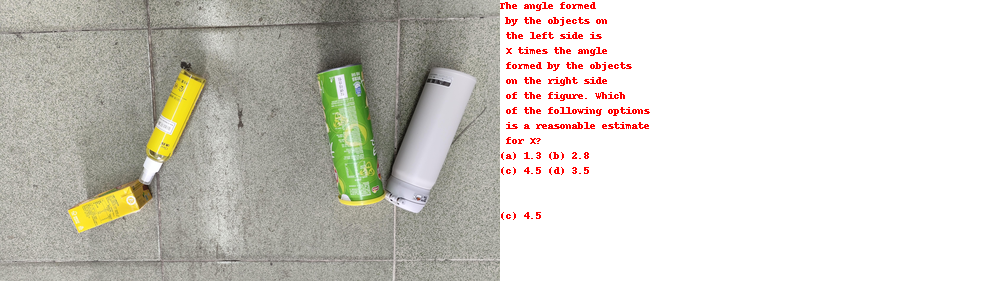 The angle formed
by the objects on
the left side is
X times the angle
formed by the objects
on the right side
of the figure. Which
of the following options
is a reasonable estimate
for X?
(a) 1.3 (b) 2.8
(c) 4.5 (d) 3.5
(c) 4.5